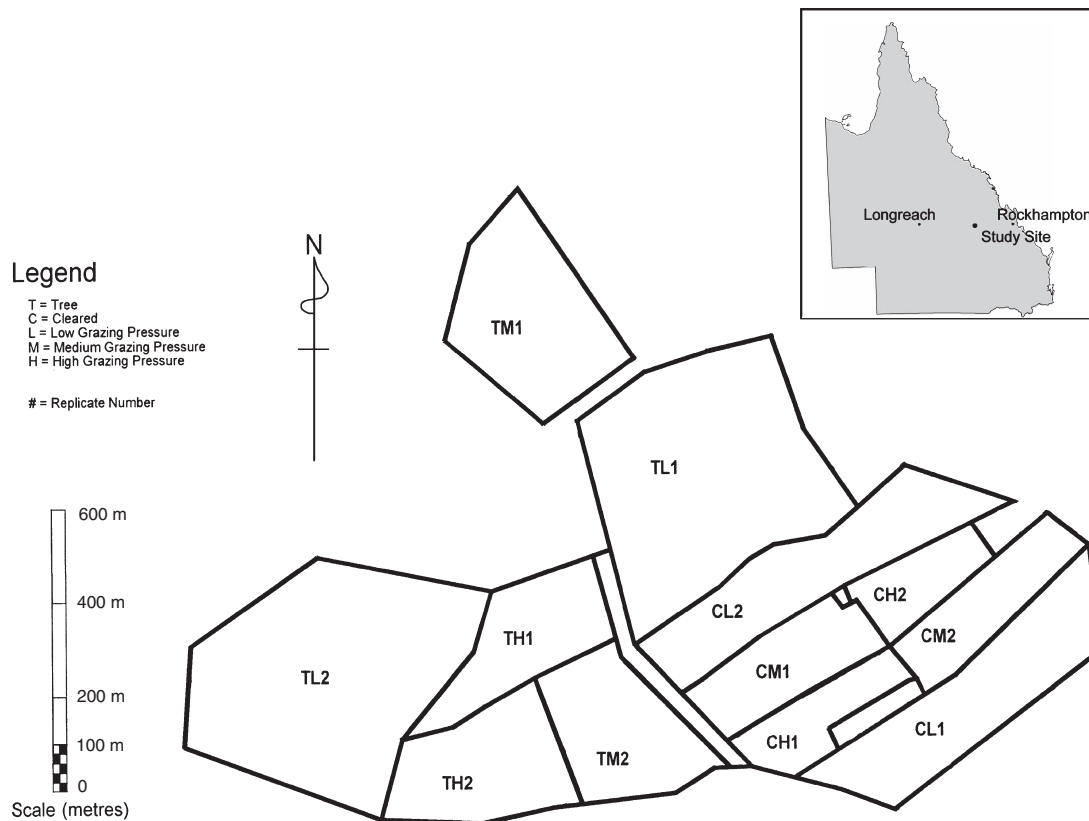 Longreach
Rockhampton
Study Site
N
Legend
T = Tree
C = Cleared
L = Low Grazing Pressure
M = Medium Grazing Pressure
H = High Grazing Pressure
# = Replicate Number
TM1
TL1
600 m
400 m
200 m
100 m
0
Scale (metres)
CH2
CL2
TH1
CM2
CM1
TL2
CL1
CH1
TM2
TH2